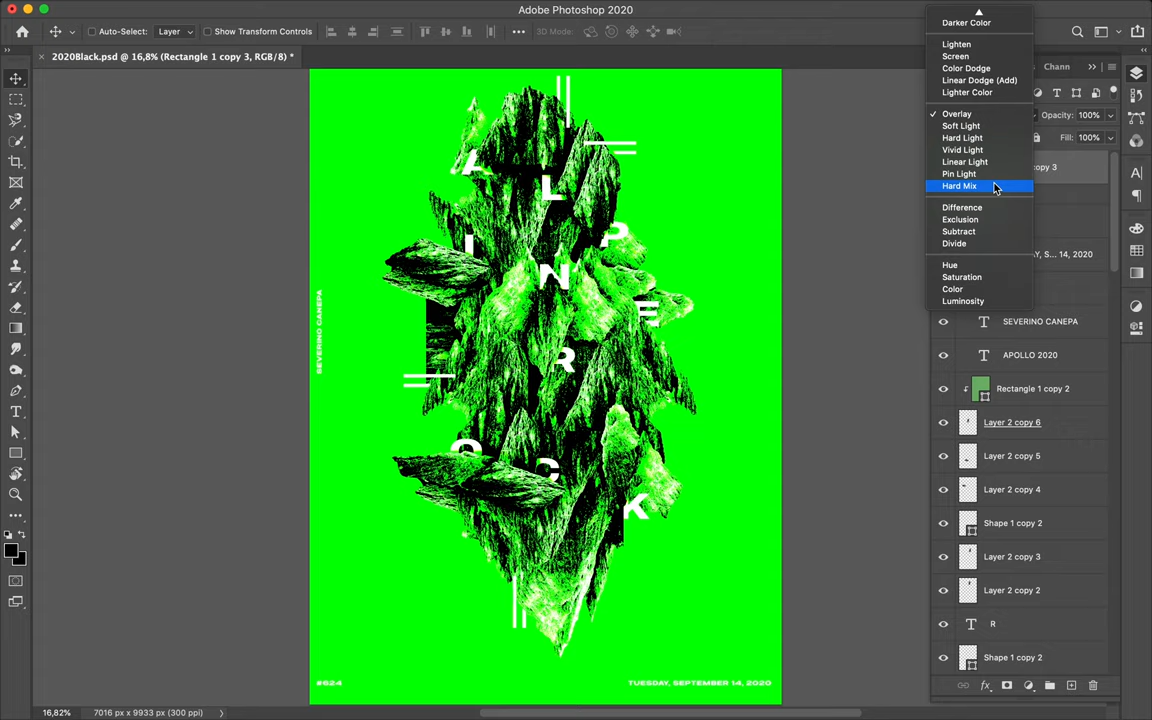 Adobe Photoshop 2020
Auto-Select:
Layer
Show Transform Controls
3D Mode:
2020Black.psd @ 16,8% (Rectangle 1 copy 3, RGB/8) *
Darker Color
Lighten
Screen
Color Dodge
Linear Dodge (Add)
Lighter Color
Overlay
Soft Light
Hard Light
Vivid Light
Linear Light
Pin Light
Hard Mix
Difference
Exclusion
Subtract
Divide
Hue
Saturation
Color
Luminosity
Chann
Opacity: 100%
Fill: 100%
copy 3
AY, S... 14, 2020
SEVERINO CANEPA
APOLLO 2020
Rectangle 1 copy 2
Layer 2 copy 6
Layer 2 copy 5
Layer 2 copy 4
Shape 1 copy 2
Layer 2 copy 3
Layer 2 copy 2
R
Shape 1 copy 2
A
L
P
I
N
E
R
O
C
K
SEVERINO CANEPA
#624
TUESDAY, SEPTEMBER 14, 2020
16,82%
7016 px x 9933 px (300 ppi)